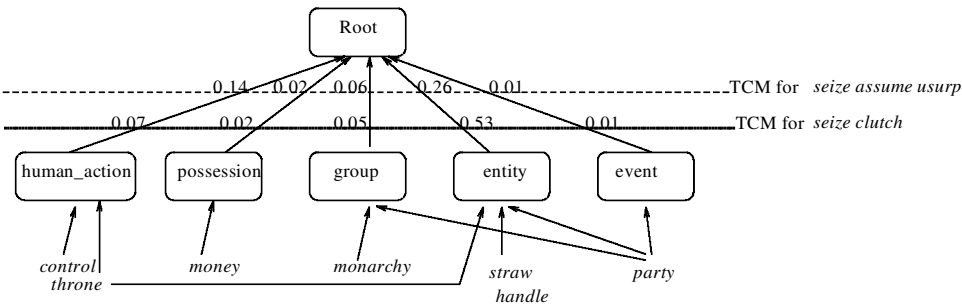 Root
0.14 0.02 0.06 0.26 0.01 TCM for seize assume usurp
0.07 0.02 0.05 0.53 0.01 TCM for seize clutch
human_action possession group entity event
control money monarchy straw party
throne handle